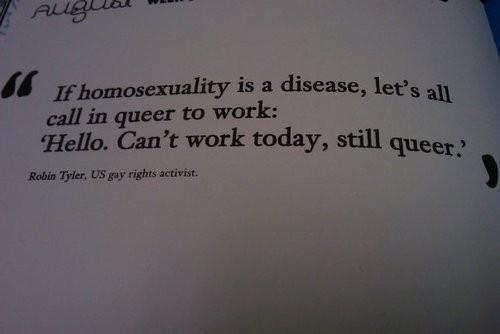 August
“ If homosexuality is a disease, let’s all
call in queer to work:
‘Hello. Can’t work today, still queer.’
Robin Tyler, US gay rights activist.